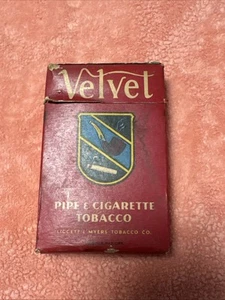 Velvet
PIPE & CIGARETTE
TOBACCO
LIGGETT & MYERS TOBACCO CO.